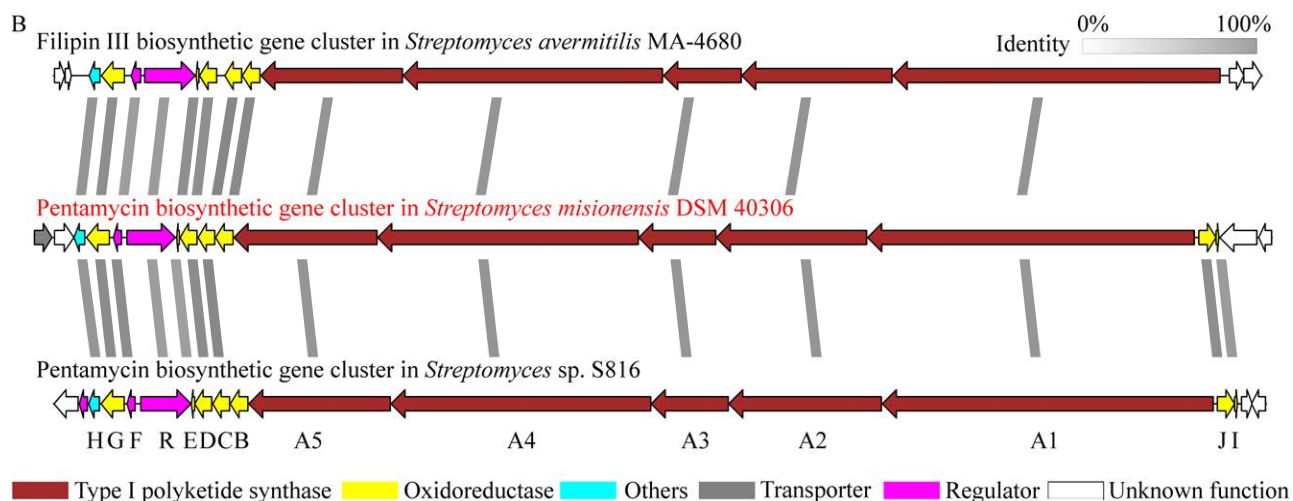 B
Filipin III biosynthetic gene cluster in Streptomyces avermitilis MA-4680
0% 100%
Identity
Pentamycin biosynthetic gene cluster in Streptomyces misionensis DSM 40306
Pentamycin biosynthetic gene cluster in Streptomyces sp. S816
H G F R E D C B A5 A4 A3 A2 A1 J I
Type I polyketide synthase Oxidoreductase Others Transporter Regulator Unknown function